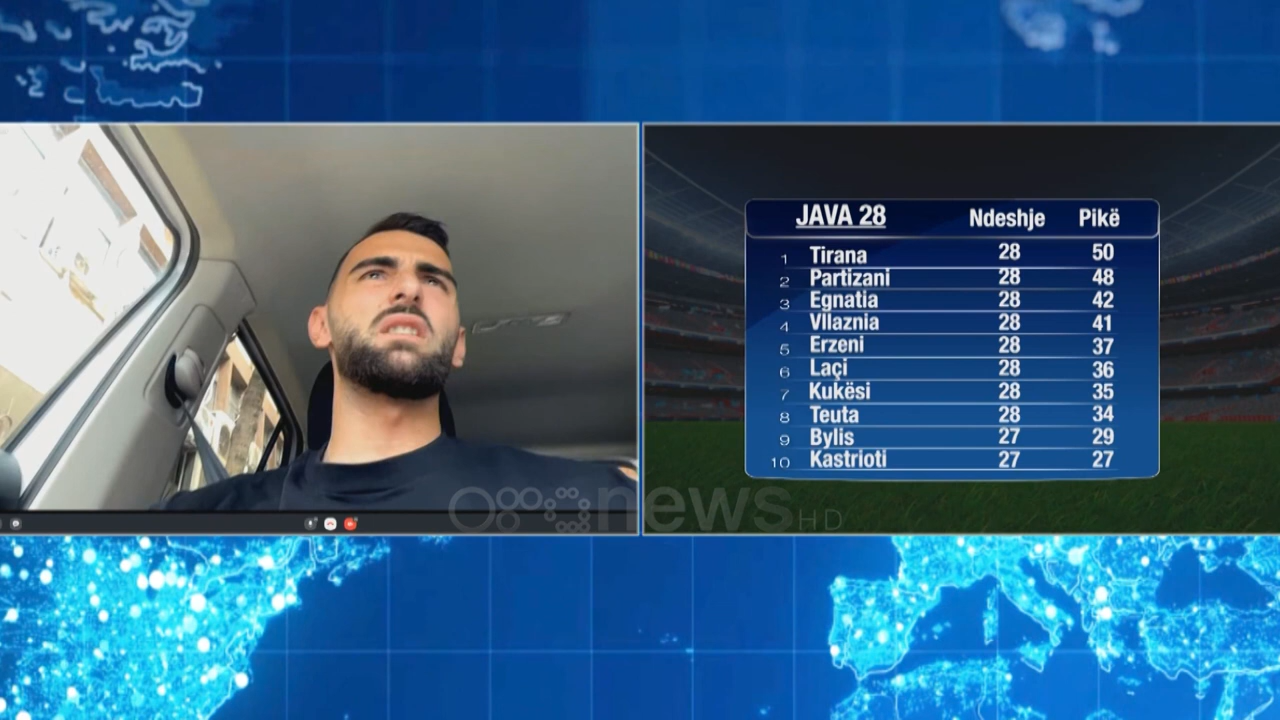 JAVA 28 Ndeshje Pikë
1 Tirana 28 50
2 Partizani 28 48
3 Egnatia 28 42
4 Vllaznia 28 41
5 Erzeni 28 37
6 Laçi 28 36
7 Kukësi 28 35
8 Teuta 28 34
9 Bylis 27 29
10 Kastrioti 27 27
news HD